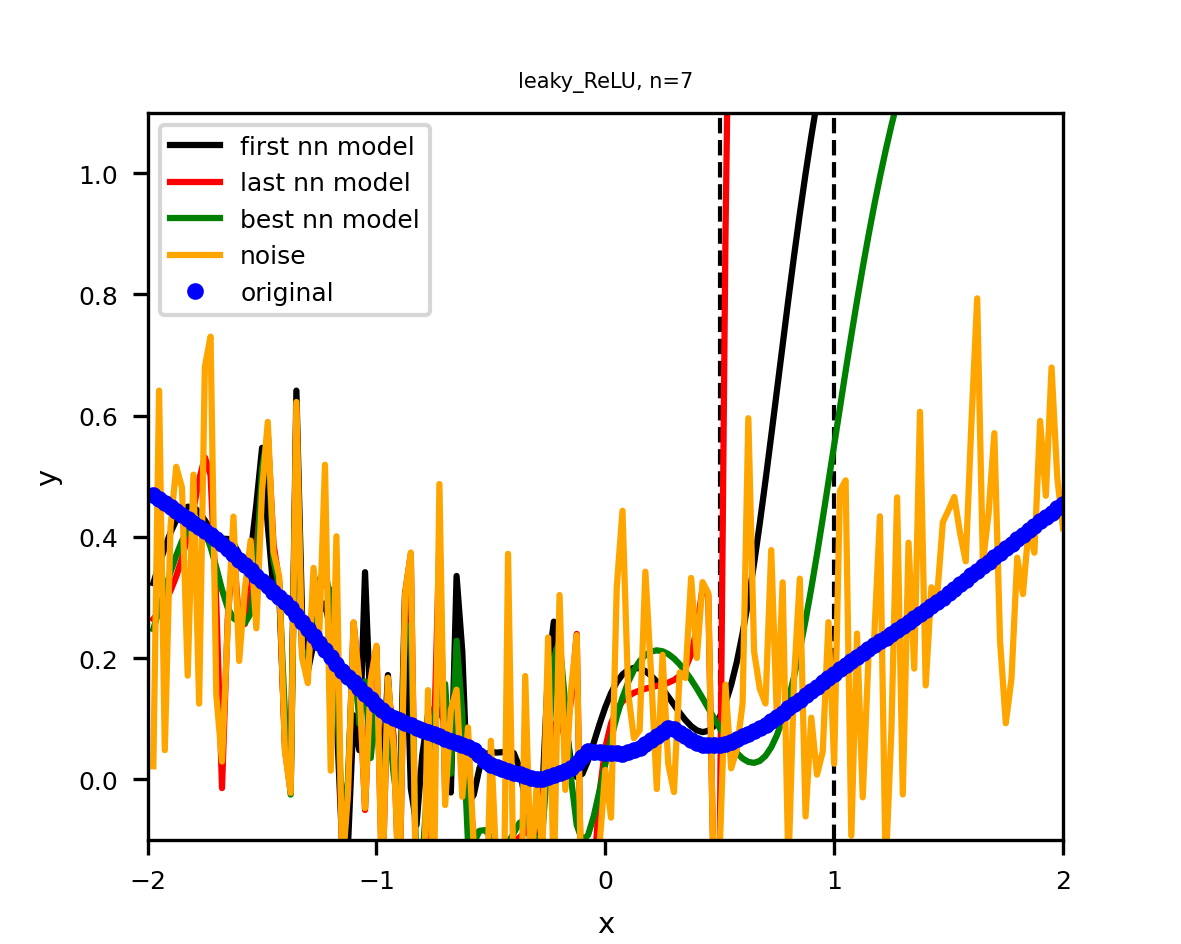 leaky_ReLU, n=7
first nn model
last nn model
best nn model
noise
original
1.0
0.8
0.6
0.4
0.2
0.0
y
−2
−1
0
1
2
x